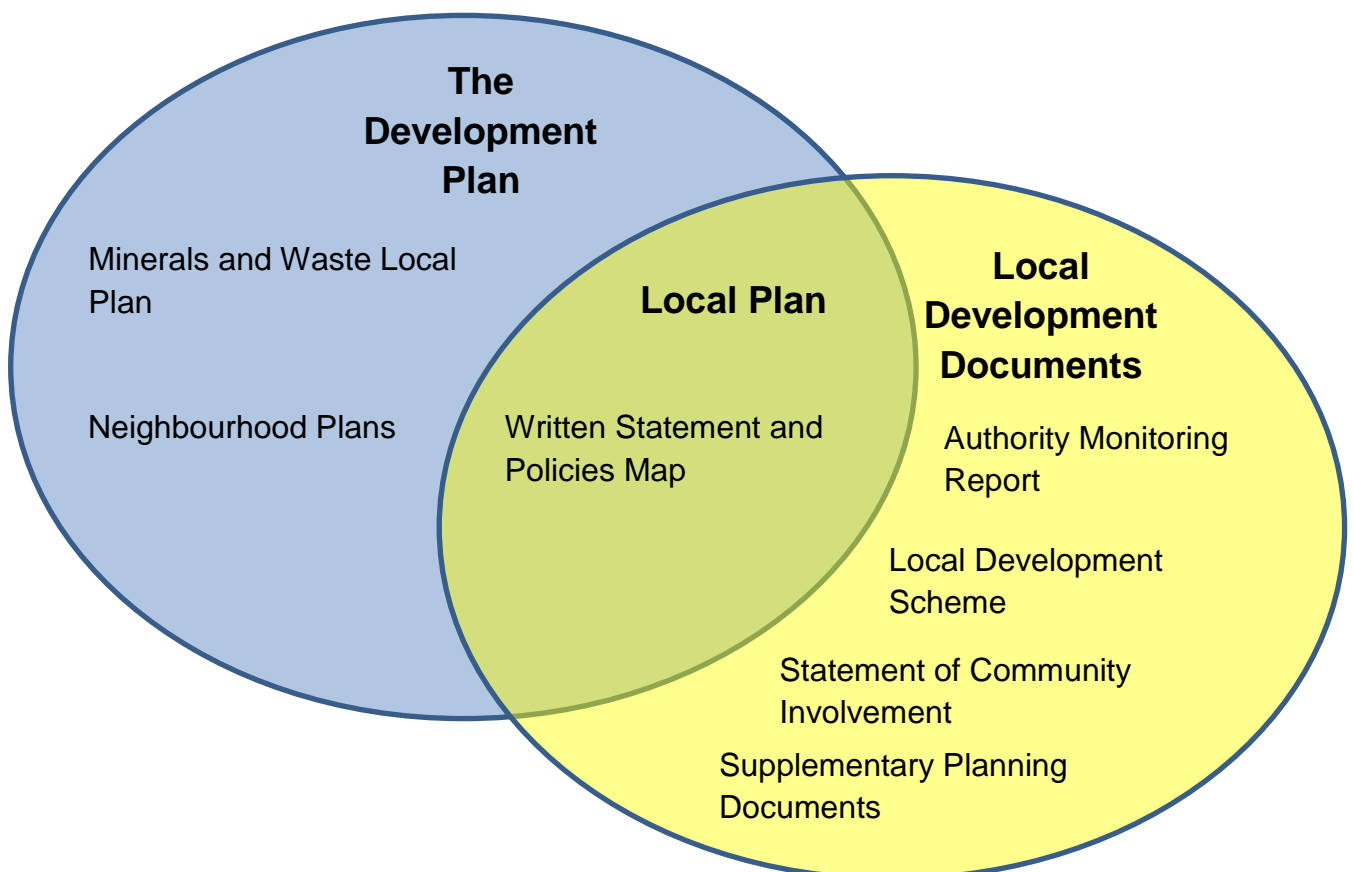 The
Development
Plan
Minerals and Waste Local
Plan
Neighbourhood Plans
Local Plan
Written Statement and
Policies Map
Local
Development
Documents
Authority Monitoring
Report
Local Development
Scheme
Statement of Community
Involvement
Supplementary Planning
Documents